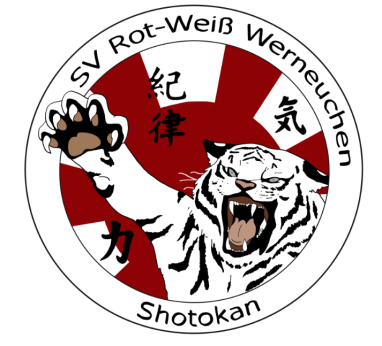 SV Rot-Weiß Werneuchen
紀律
気
力
Shotokan